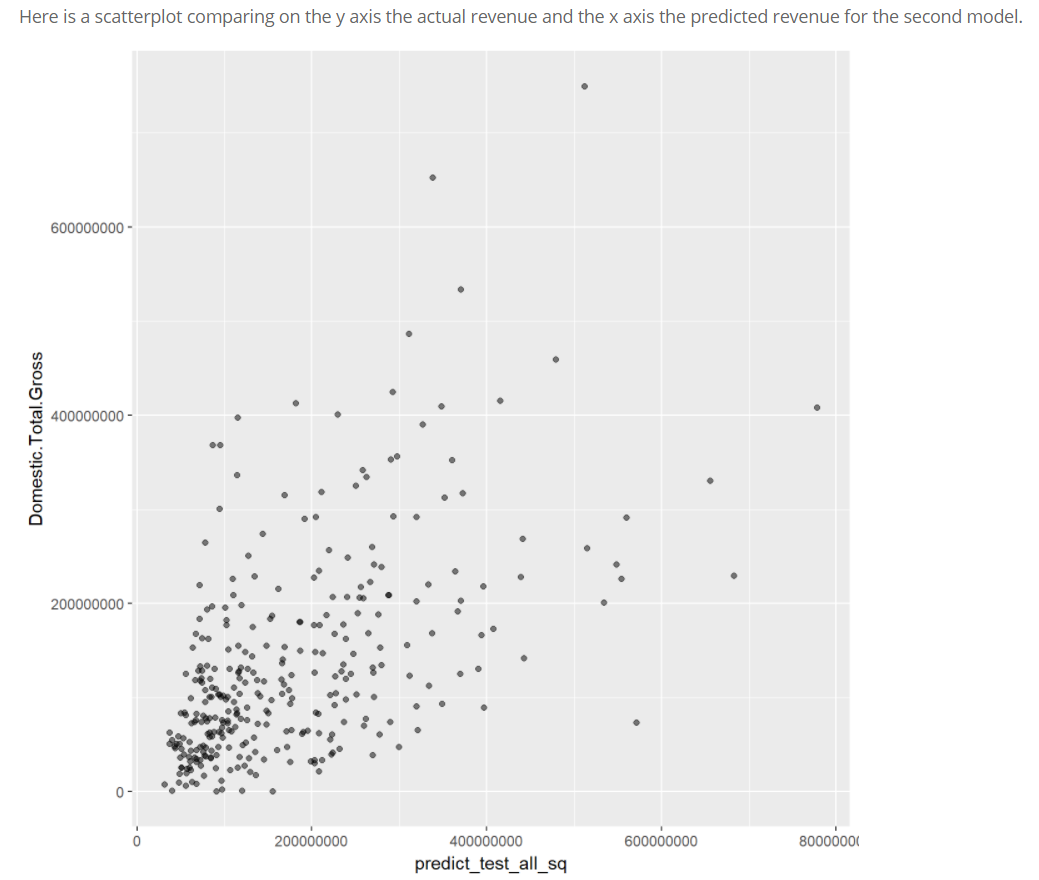 Here is a scatterplot comparing on the y axis the actual revenue and the x axis the predicted revenue for the second model.
600000000
400000000
200000000
0
Domestic.Total.Gross
0 200000000 400000000 600000000 80000000
predict_test_all_sq